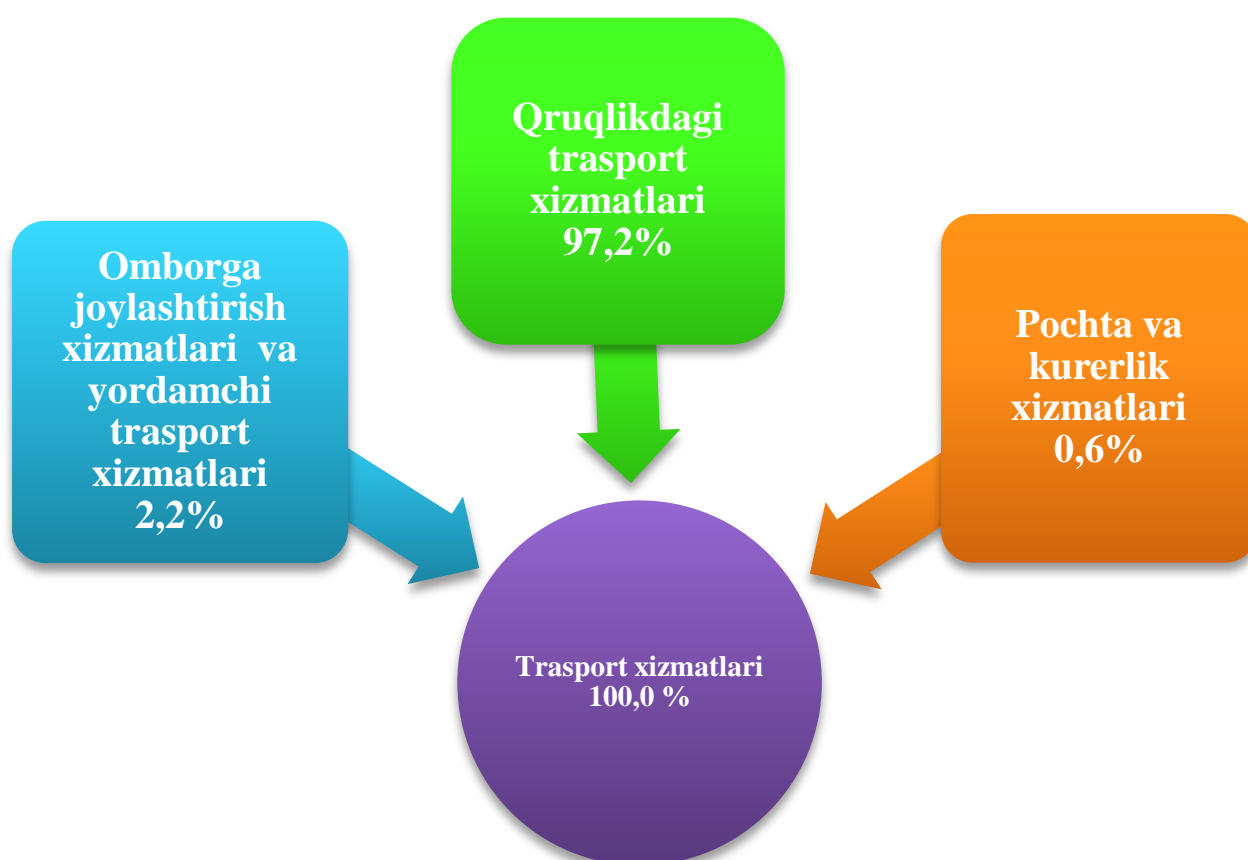 Qruqlikdagi
trasport
xizmatlari
97,2%
Omborga
joylashtirish
xizmatlari va
yordamchi
trasport
xizmatlari
2,2%
Pochta va
kurerlik
xizmatlari
0,6%
Trasport xizmatlari
100,0 %